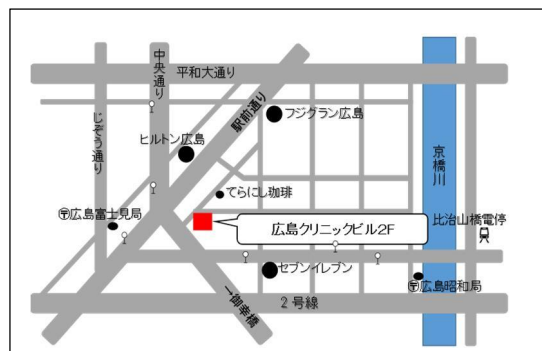 中央通り
平和大通り
じぞう通り
駅前通り
フジグラン広島
ヒルトン広島
京橋川
てらにし珈琲
〶広島富士見局
広島クリニックビル2F
比治山橋電停
セブンイレブン
〶広島昭和局
→御幸橋
2号線